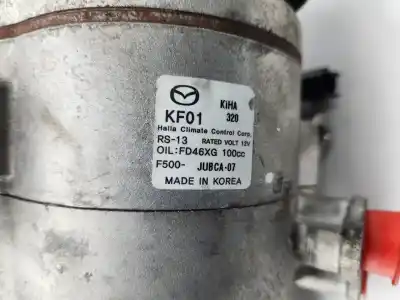 KiHA
KF01 320
Halla Climate Control Corp.
RS-13 RATED VOLT 12V
OIL:FD46XG 100cc
F500- JUBCA-07
MADE IN KOREA